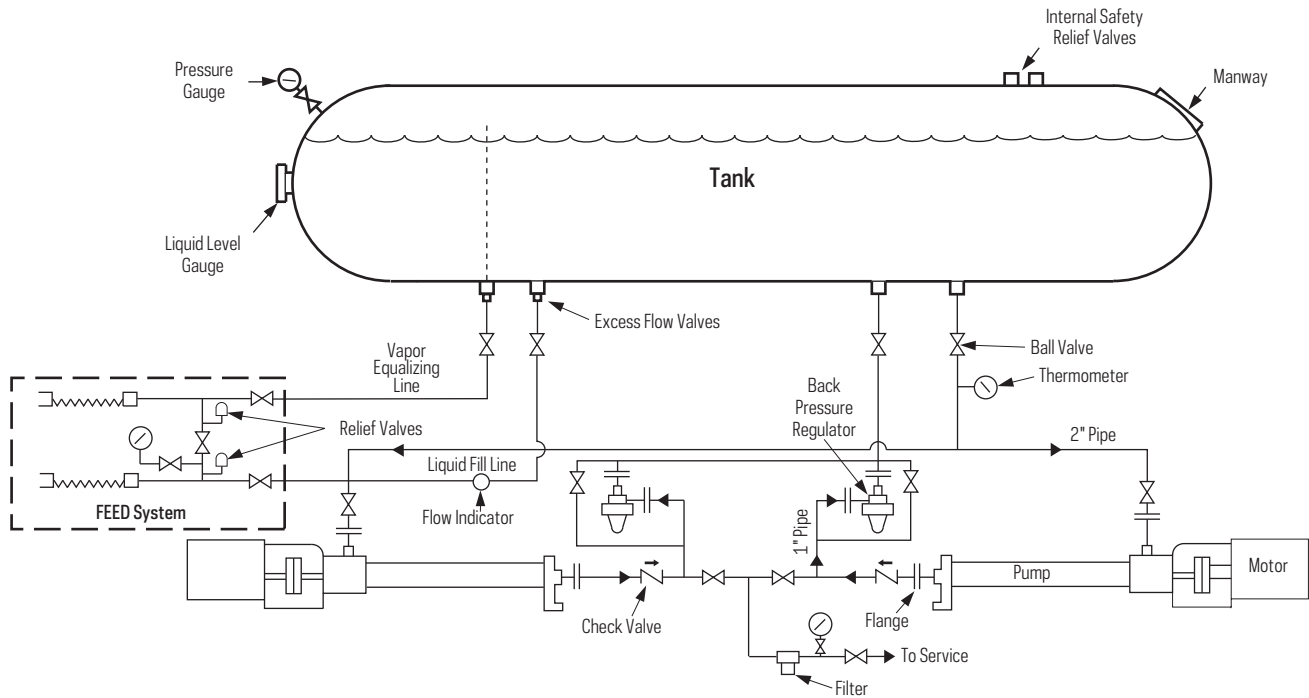 Internal Safety
Relief Valves
Pressure
Gauge
Manway
Tank
Liquid Level
Gauge
Excess Flow Valves
Ball Valve
Vapor
Equalizing
Line
Thermometer
Back
Pressure
Regulator
Relief Valves
2" Pipe
Liquid Fill Line
FEED System
Flow Indicator
1" Pipe
Pump
Motor
Check Valve
Flange
To Service
Filter